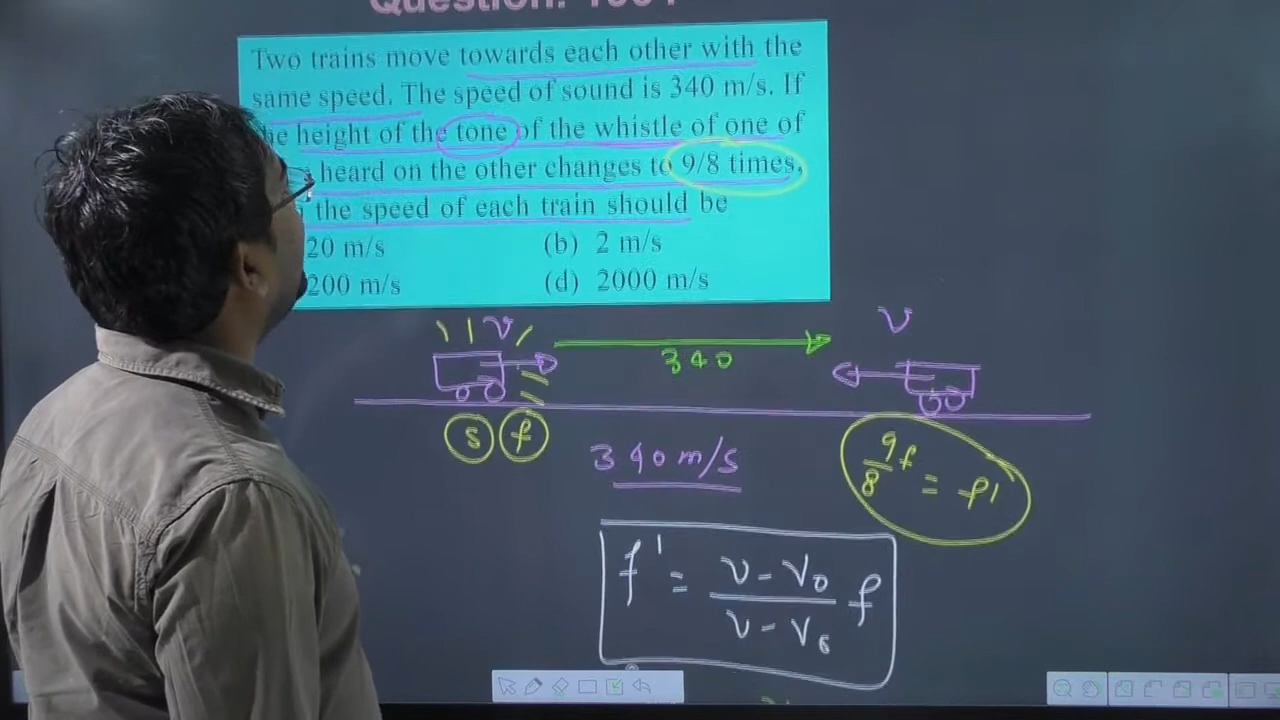 Two trains move towards each other with the
same speed. The speed of sound is 340 m/s. If
height of the tone of the whistle of one of
heard on the other changes to 9/8 times,
the speed of each train should be
20 m/s (b) 2 m/s
200 m/s (d) 2000 m/s
v v
340
s f
340 m/s
9/8 f = f'
f' = v - v₀ / v - vₛ f